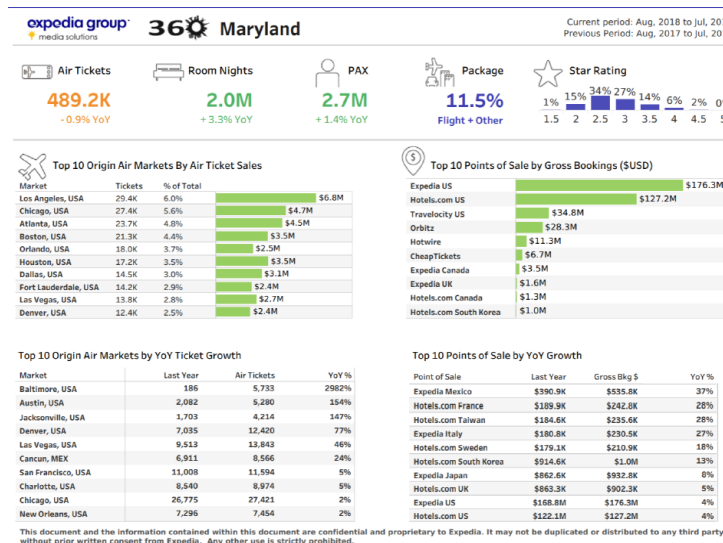 expedia group™ 360 Maryland
media solutions
Current period: Aug, 2018 to Jul,
Previous Period: Aug, 2017 to Jul,
Air Tickets Room Nights PAX Package Star Rating
489.2K 2.0M 2.7M 11.5%
- 0.9% YoY + 3.3% YoY + 1.4% YoY Flight + Other
1% 15% 34% 27% 14% 6% 2%
1.5 2 2.5 3 3.5 4 4.5
Top 10 Origin Air Markets By Air Ticket Sales
Market Tickets % of Total
Los Angeles, USA 29.4K 6.0% $6.8M
Chicago, USA 27.4K 5.6% $4.7M
Atlanta, USA 23.7K 4.8% $4.5M
Boston, USA 21.3K 4.4% $3.5M
Orlando, USA 18.0K 3.7% $2.5M
Houston, USA 17.2K 3.5% $3.5M
Dallas, USA 14.5K 3.0% $3.1M
Fort Lauderdale, USA 14.2K 2.9% $2.4M
Las Vegas, USA 13.8K 2.8% $2.7M
Denver, USA 12.4K 2.5% $2.4M
Top 10 Points of Sale by Gross Bookings ($USD)
Expedia US $176.3M
Hotels.com US $127.2M
Travelocity US $34.8M
Orbitz $28.3M
Hotwire $11.3M
CheapTickets $6.7M
Expedia Canada $3.5M
Expedia UK $1.6M
Hotels.com Canada $1.3M
Hotels.com South Korea $1.0M
Top 10 Origin Air Markets by YoY Ticket Growth
Market Last Year Air Tickets YoY %
Baltimore, USA 186 5,733 2982%
Austin, USA 2,082 5,280 154%
Jacksonville, USA 1,703 4,214 147%
Denver, USA 7,035 12,420 77%
Las Vegas, USA 9,513 13,843 46%
Cancun, MEX 6,911 8,566 24%
San Francisco, USA 11,008 11,594 5%
Charlotte, USA 8,540 8,974 5%
Chicago, USA 26,775 27,421 2%
New Orleans, USA 7,296 7,454 2%
Top 10 Points of Sale by YoY Growth
Point of Sale Last Year Gross Bkg $ YoY %
Expedia Mexico $390.9K $535.8K 37%
Hotels.com France $189.9K $242.8K 28%
Hotels.com Taiwan $184.6K $235.6K 28%
Expedia Italy $180.8K $230.5K 27%
Hotels.com Sweden $179.1K $210.9K 18%
Hotels.com South Korea $914.6K $1.0M 13%
Expedia Japan $862.6K $932.8K 8%
Hotels.com UK $863.3K $902.3K 5%
Expedia US $168.8M $176.3M 4%
Hotels.com US $122.1M $127.2M 4%
This document and the information contained within this document are confidential and proprietary to Expedia. It may not be duplicated or distributed to any third party
without prior written consent from Expedia. Any other use is strictly prohibited.